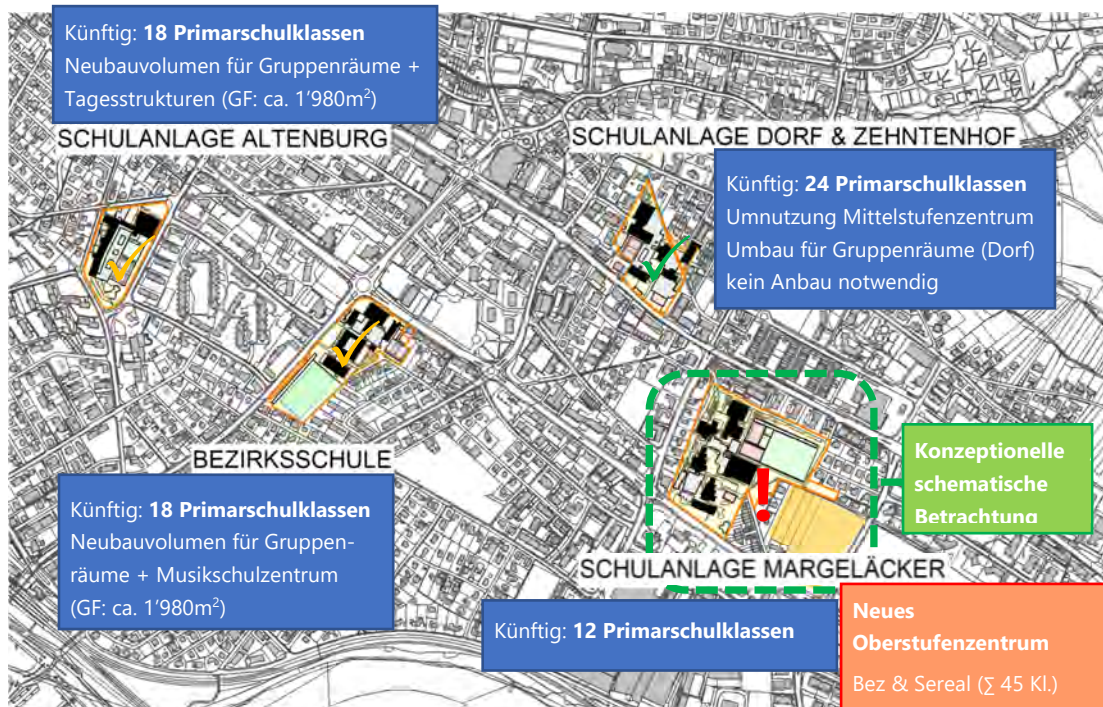 Künftig: 18 Primarschulklassen
Neubauvolumen für Gruppenräume +
Tagesstrukturen (GF: ca. 1’980m²)
SCHULANLAGE ALTENBURG
SCHULANLAGE DORF & ZEHNTENHOF
Künftig: 24 Primarschulklassen
Umnutzung Mittelstufenzentrum
Umbau für Gruppenräume (Dorf)
kein Anbau notwendig
BEZIRKSSCHULE
Künftig: 18 Primarschulklassen
Neubauvolumen für Gruppen-
räume + Musikschulzentrum
(GF: ca. 1’980m²)
Konzeptionelle
schematische
Betrachtung
!
SCHULANLAGE MARGELÄCKER
Künftig: 12 Primarschulklassen
Neues
Oberstufenzentrum
Bez & Sereal (∑ 45 Kl.)